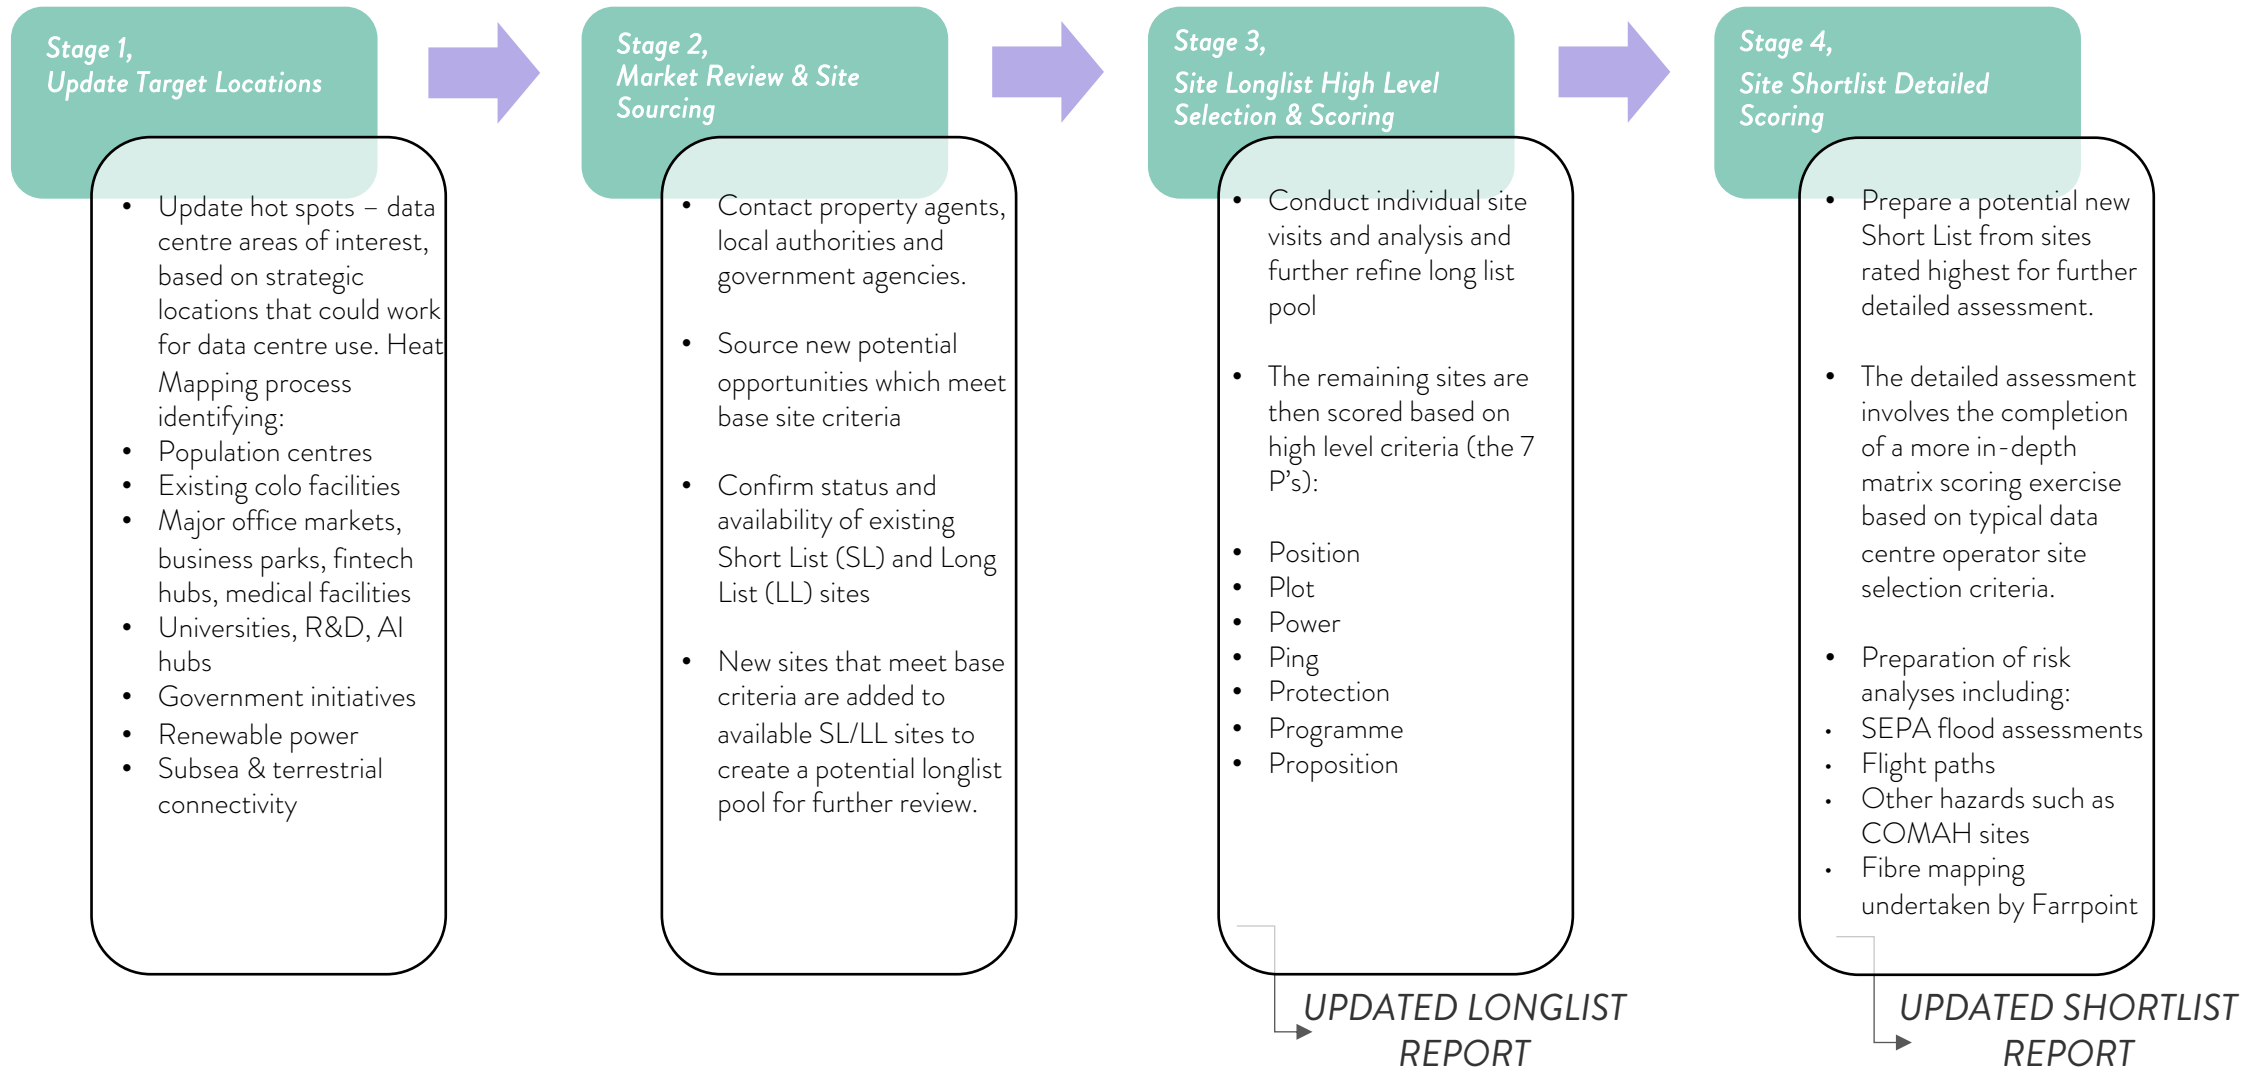 Stage 1,
Update Target Locations
• Update hot spots – data
centre areas of interest,
based on strategic
locations that could work
for data centre use. Heat
Mapping process
identifying:
• Population centres
• Existing colo facilities
• Major office markets,
business parks, fintech
hubs, medical facilities
• Universities, R&D, AI
hubs
• Government initiatives
• Renewable power
• Subsea & terrestrial
connectivity
Stage 2,
Market Review & Site
Sourcing
• Contact property agents,
local authorities and
government agencies.
• Source new potential
opportunities which meet
base site criteria
• Confirm status and
availability of existing
Short List (SL) and Long
List (LL) sites
• New sites that meet base
criteria are added to
available SL/LL sites to
create a potential longlist
pool for further review.
Stage 3,
Site Longlist High Level
Selection & Scoring
• Conduct individual site
visits and analysis and
further refine long list
pool
• The remaining sites are
then scored based on
high level criteria (the 7
P’s):
• Position
• Plot
• Power
• Ping
• Protection
• Programme
• Proposition
UPDATED LONGLIST
REPORT
Stage 4,
Site Shortlist Detailed
Scoring
• Prepare a potential new
Short List from sites
rated highest for further
detailed assessment.
• The detailed assessment
involves the completion
of a more in-depth
matrix scoring exercise
based on typical data
centre operator site
selection criteria.
• Preparation of risk
analyses including:
• SEPA flood assessments
• Flight paths
• Other hazards such as
COMAH sites
• Fibre mapping
undertaken by Farrpoint
UPDATED SHORTLIST
REPORT